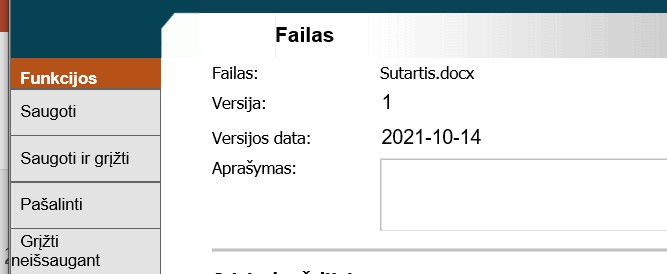 Failas
Funkcijos
Saugoti
Saugoti ir grįžti
Pašalinti
Grįžti
neišsaugant
Failas: Sutartis.docx
Versija: 1
Versijos data: 2021-10-14
Aprašymas: